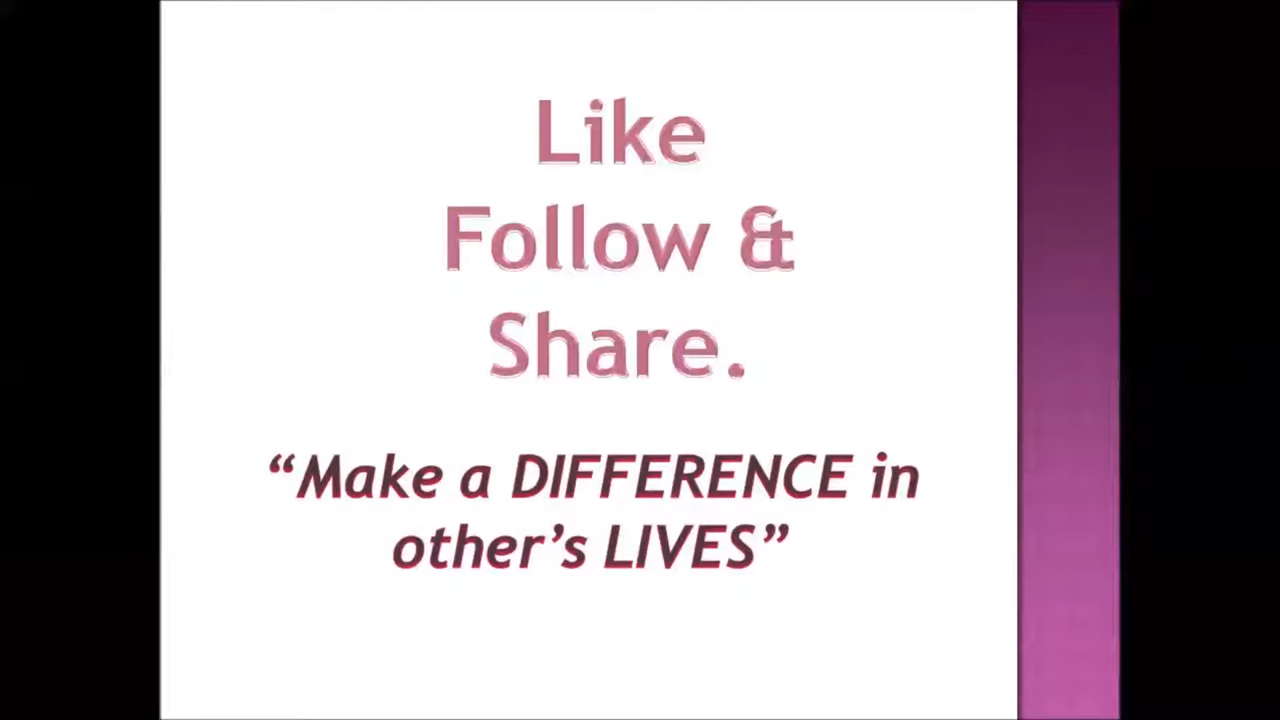 Like
Follow &
Share.
“Make a DIFFERENCE in
other’s LIVES”